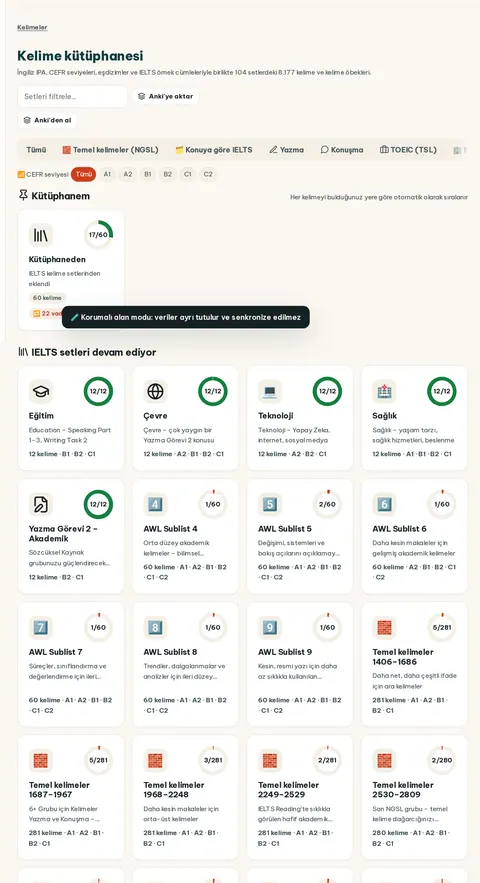 Kelimeler
Kelime kütüphanesi
İngiliz IPA, CEFR seviyeleri, eşdizimler ve IELTS örnek cümleleriyle birlikte 104 setlerdeki 8.177 kelime ve kelime öbekleri.
Setleri filtrele...
Anki'ye aktar
Anki'den al
Tümü
Temel kelimeler (NGSL)
Konuya göre IELTS
Yazma
Konuşma
TOEIC (TSL)
CEFR seviyesi
Tümü
A1
A2
B1
B2
C1
C2
Kütüphanem
Her kelimeyi bulduğunuz yere göre otomatik olarak sıralanır
17/60
Kütüphaneden
IELTS kelime setlerinden
eklendi
60 kelime
22
Korumalı alan modu: veriler ayrı tutulur ve senkronize edilmez
IELTS setleri devam ediyor
12/12
Eğitim
Education – Speaking Part
1–3, Writing Task 2
12 kelime · B1 · B2 · C1
12/12
Çevre
Çevre – çok yaygın bir
Yazma Görevi 2 konusu
12 kelime · A2 · B1 · B2 · C1
12/12
Teknoloji
Teknoloji – Yapay Zeka,
internet, sosyal medya
12 kelime · A2 · B1 · B2 · C1
12/12
Sağlık
Sağlık – yaşam tarzı,
sağlık hizmetleri, beslenme
12 kelime · A1 · B1 · B2 · C1
12/12
Yazma Görevi 2 –
Akademik
Sözcüksel Kaynak
grubunuzu güçlendirecek...
12 kelime · B2 · C1
4
1/60
AWL Sublist 4
Orta düzey akademik
kelimeler – bilimsel...
60 kelime · A1 · A2 · B1 · B2
· C1 · C2
5
2/60
AWL Sublist 5
Değişimi, sistemleri ve
bakış açılarını açıklamay...
60 kelime · A1 · A2 · B1 · B2
· C1 · C2
6
1/60
AWL Sublist 6
Daha keskin makaleler için
gelişmiş akademik kelimeler
60 kelime · A2 · B1 · B2 · C1
· C2
7
1/60
AWL Sublist 7
Süreçler, sınıflandırma ve
değerlendirme için ileri...
60 kelime · A1 · A2 · B1 · B2
· C1 · C2
8
1/60
AWL Sublist 8
Trendler, dalgalanmalar ve
analizler için ileri düzey...
60 kelime · A1 · A2 · B1 · B2
· C1 · C2
9
1/60
AWL Sublist 9
Kesin, resmi yazı için daha
az sıklıkla kullanılan...
60 kelime · A1 · A2 · B1 · B2
· C1 · C2
5/281
Temel kelimeler
1406–1686
Daha net, daha çeşitli ifade
için ara kelimeler
281 kelime · A1 · A2 · B1 ·
B2 · C1
5/281
Temel kelimeler
1687–1967
6+ Grubu için Kelimeler
Yazma ve Konuşma –...
281 kelime · A1 · A2 · B1 ·
B2 · C1
3/281
Temel kelimeler
1968–2248
Daha kesin makaleler için
orta- üst kelimeler
281 kelime · A1 · A2 · B1 ·
B2 · C1
2/281
Temel kelimeler
2249–2529
IELTS Reading'te sıklıkla
görülen hafif akademik...
281 kelime · A1 · A2 · B1 ·
B2 · C1
2/280
Temel kelimeler
2530–2809
Son NGSL grubu – temel
kelime dağarcığınızı...
280 kelime · A1 · A2 · B1 ·
B2 · C1